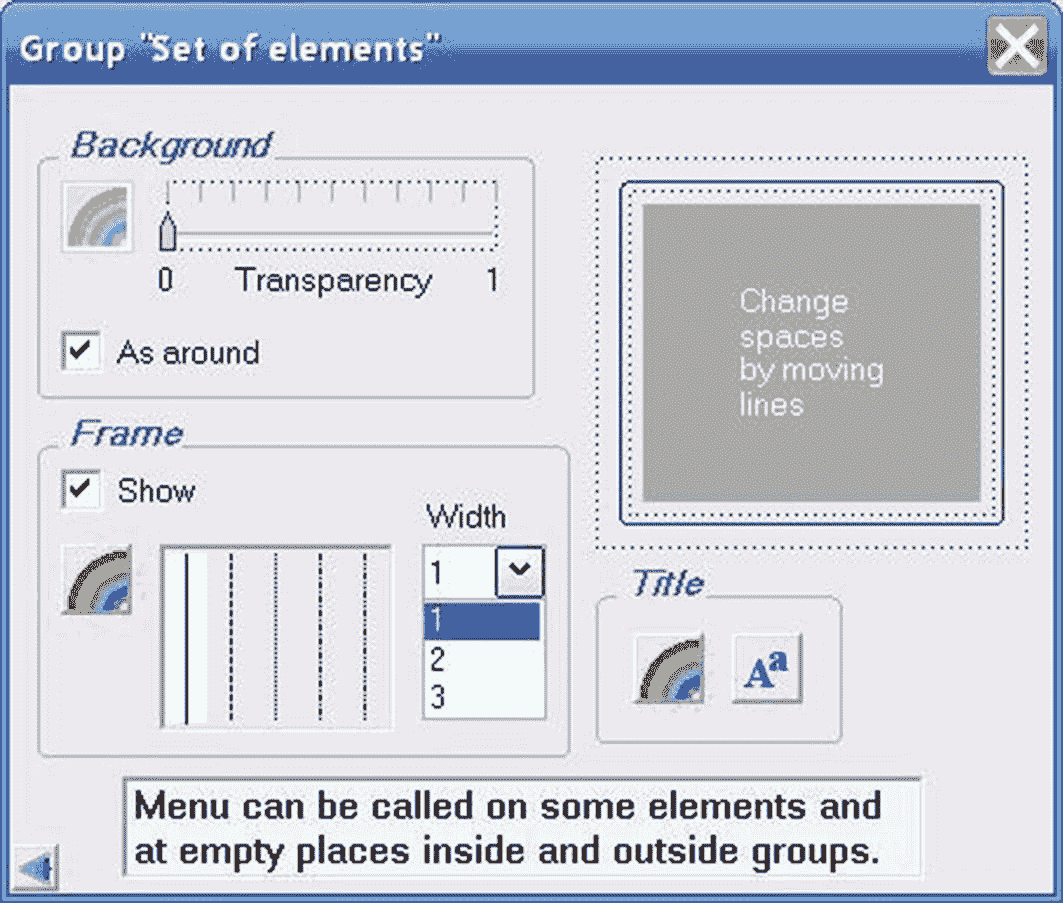 Group "Set of elements"
Background
0 Transparency 1
As around
Change
spaces
by moving
lines
Frame
Show
Width
1
1
2
3
Title
Aa
Menu can be called on some elements and
at empty places inside and outside groups.